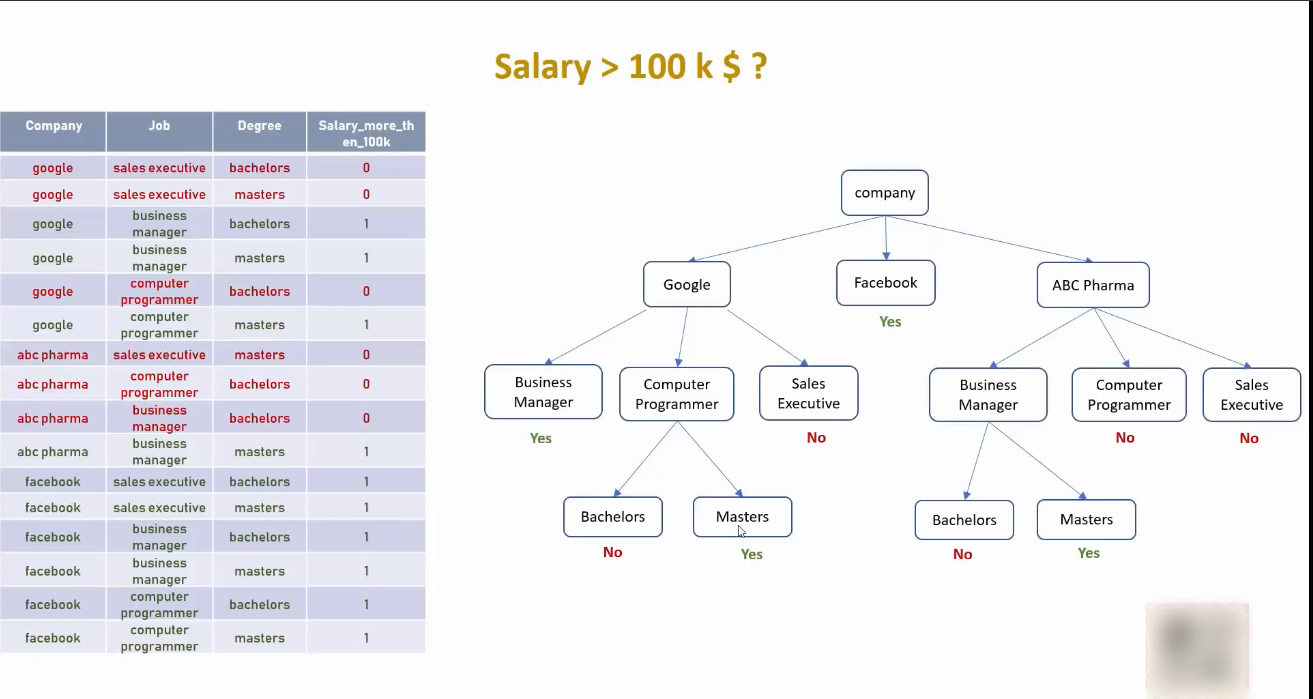 Salary > 100 k $ ?
Company Job Degree Salary_more_th
en_100k
google sales executive bachelors 0
google sales executive masters 0
google business
manager bachelors 1
google business
manager masters 1
google computer
programmer bachelors 0
google computer
programmer masters 1
abc pharma sales executive masters 0
abc pharma computer
programmer bachelors 0
abc pharma business
manager bachelors 0
abc pharma business
manager masters 1
facebook sales executive bachelors 1
facebook sales executive masters 1
facebook business
manager bachelors 1
facebook business
manager masters 1
facebook computer
programmer bachelors 1
facebook computer
programmer masters 1
company
Google
Facebook
ABC Pharma
Yes
Business
Manager
Computer
Programmer
Sales
Executive
Business
Manager
Computer
Programmer
Sales
Executive
Yes
No
No
No
Bachelors
Masters
Bachelors
Masters
No
Yes
No
Yes